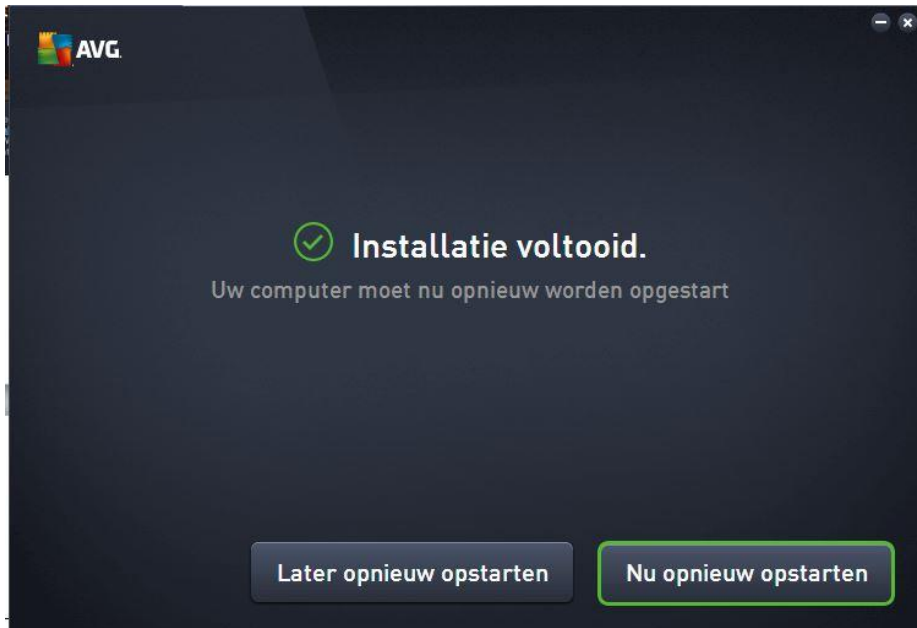 AVG.
Installatie voltooid.
Uw computer moet nu opnieuw worden opgestart
Later opnieuw opstarten
Nu opnieuw opstarten